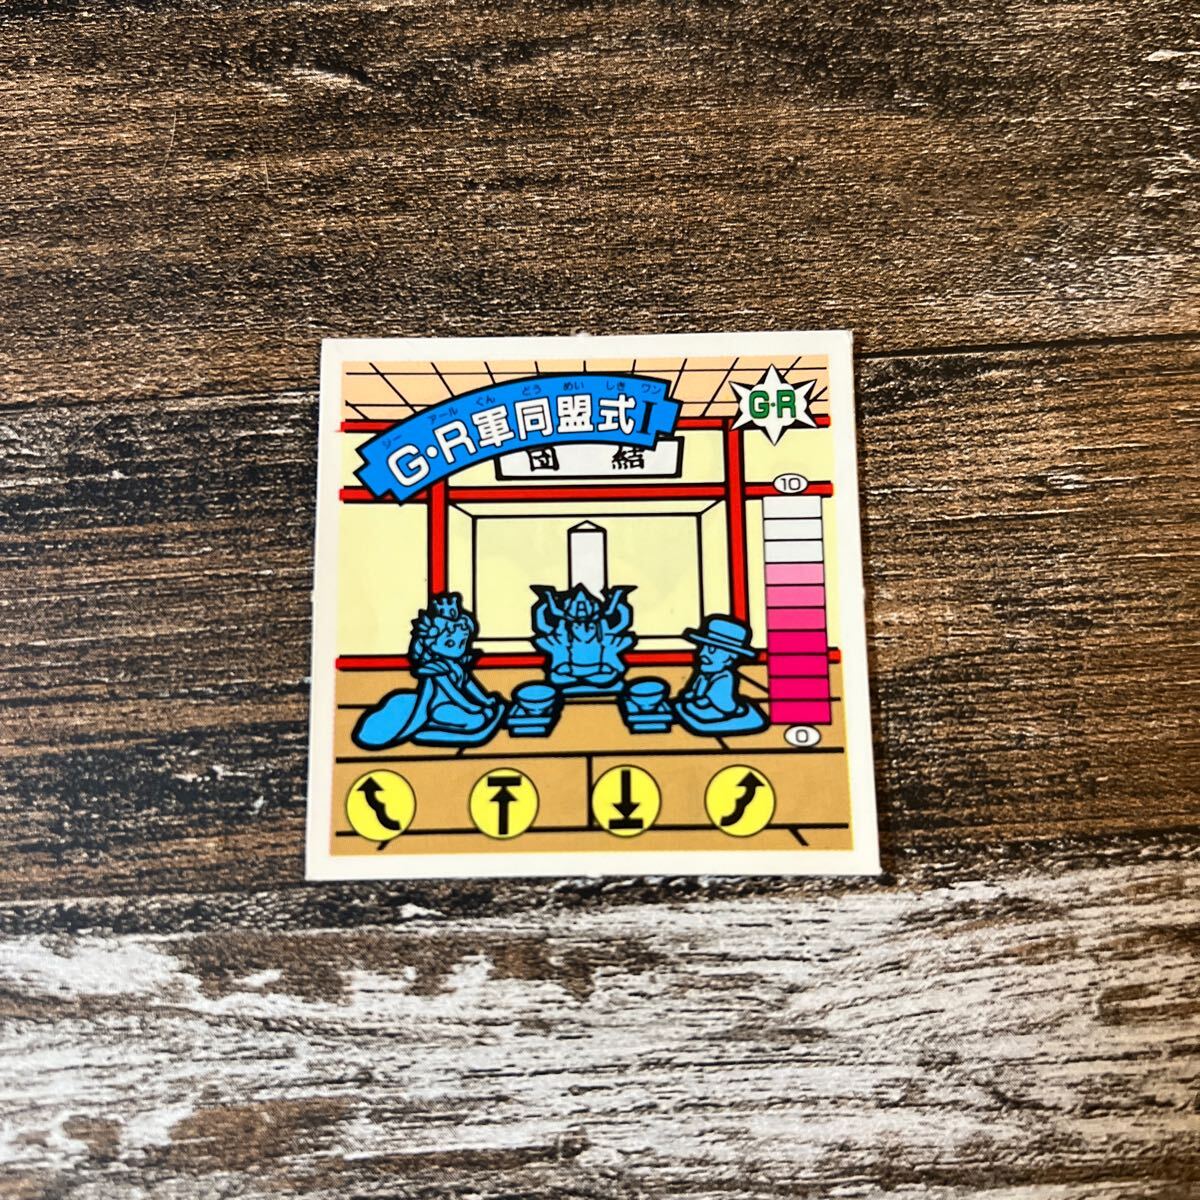 ジー アール ぐん どう めい しき ワン
G・R軍同盟式I
G・R
団 結
10
0